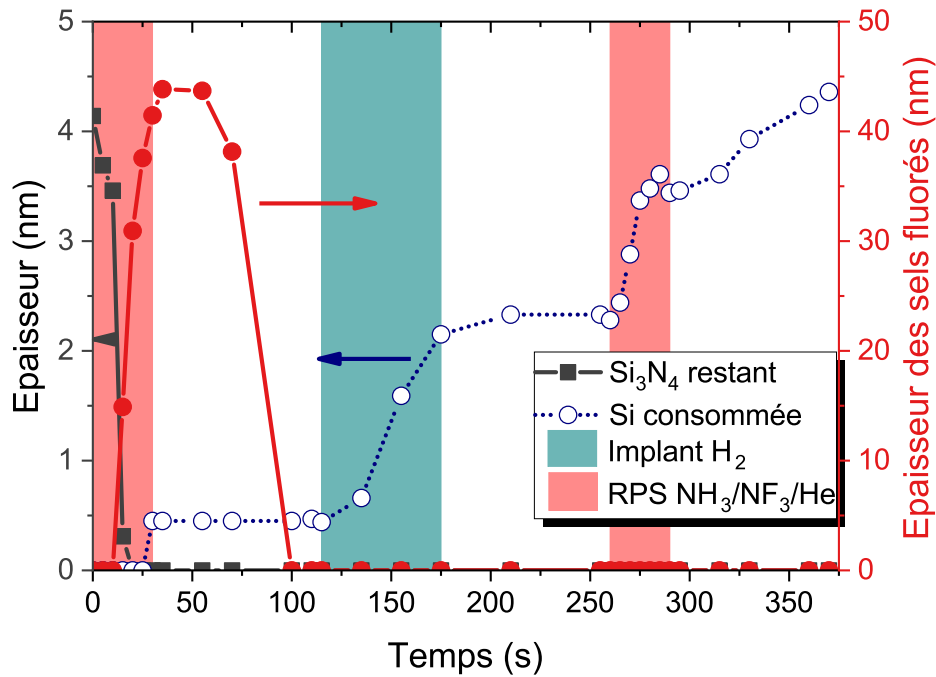 Epaisseur (nm)
5
4
3
2
1
0
50
40
30
20
10
0
Epaisseur des sels fluorés (nm)
Si₃N₄ restant
Si consommée
Implant H₂
RPS NH₃/NF₃/He
0 50 100 150 200 250 300 350
Temps (s)